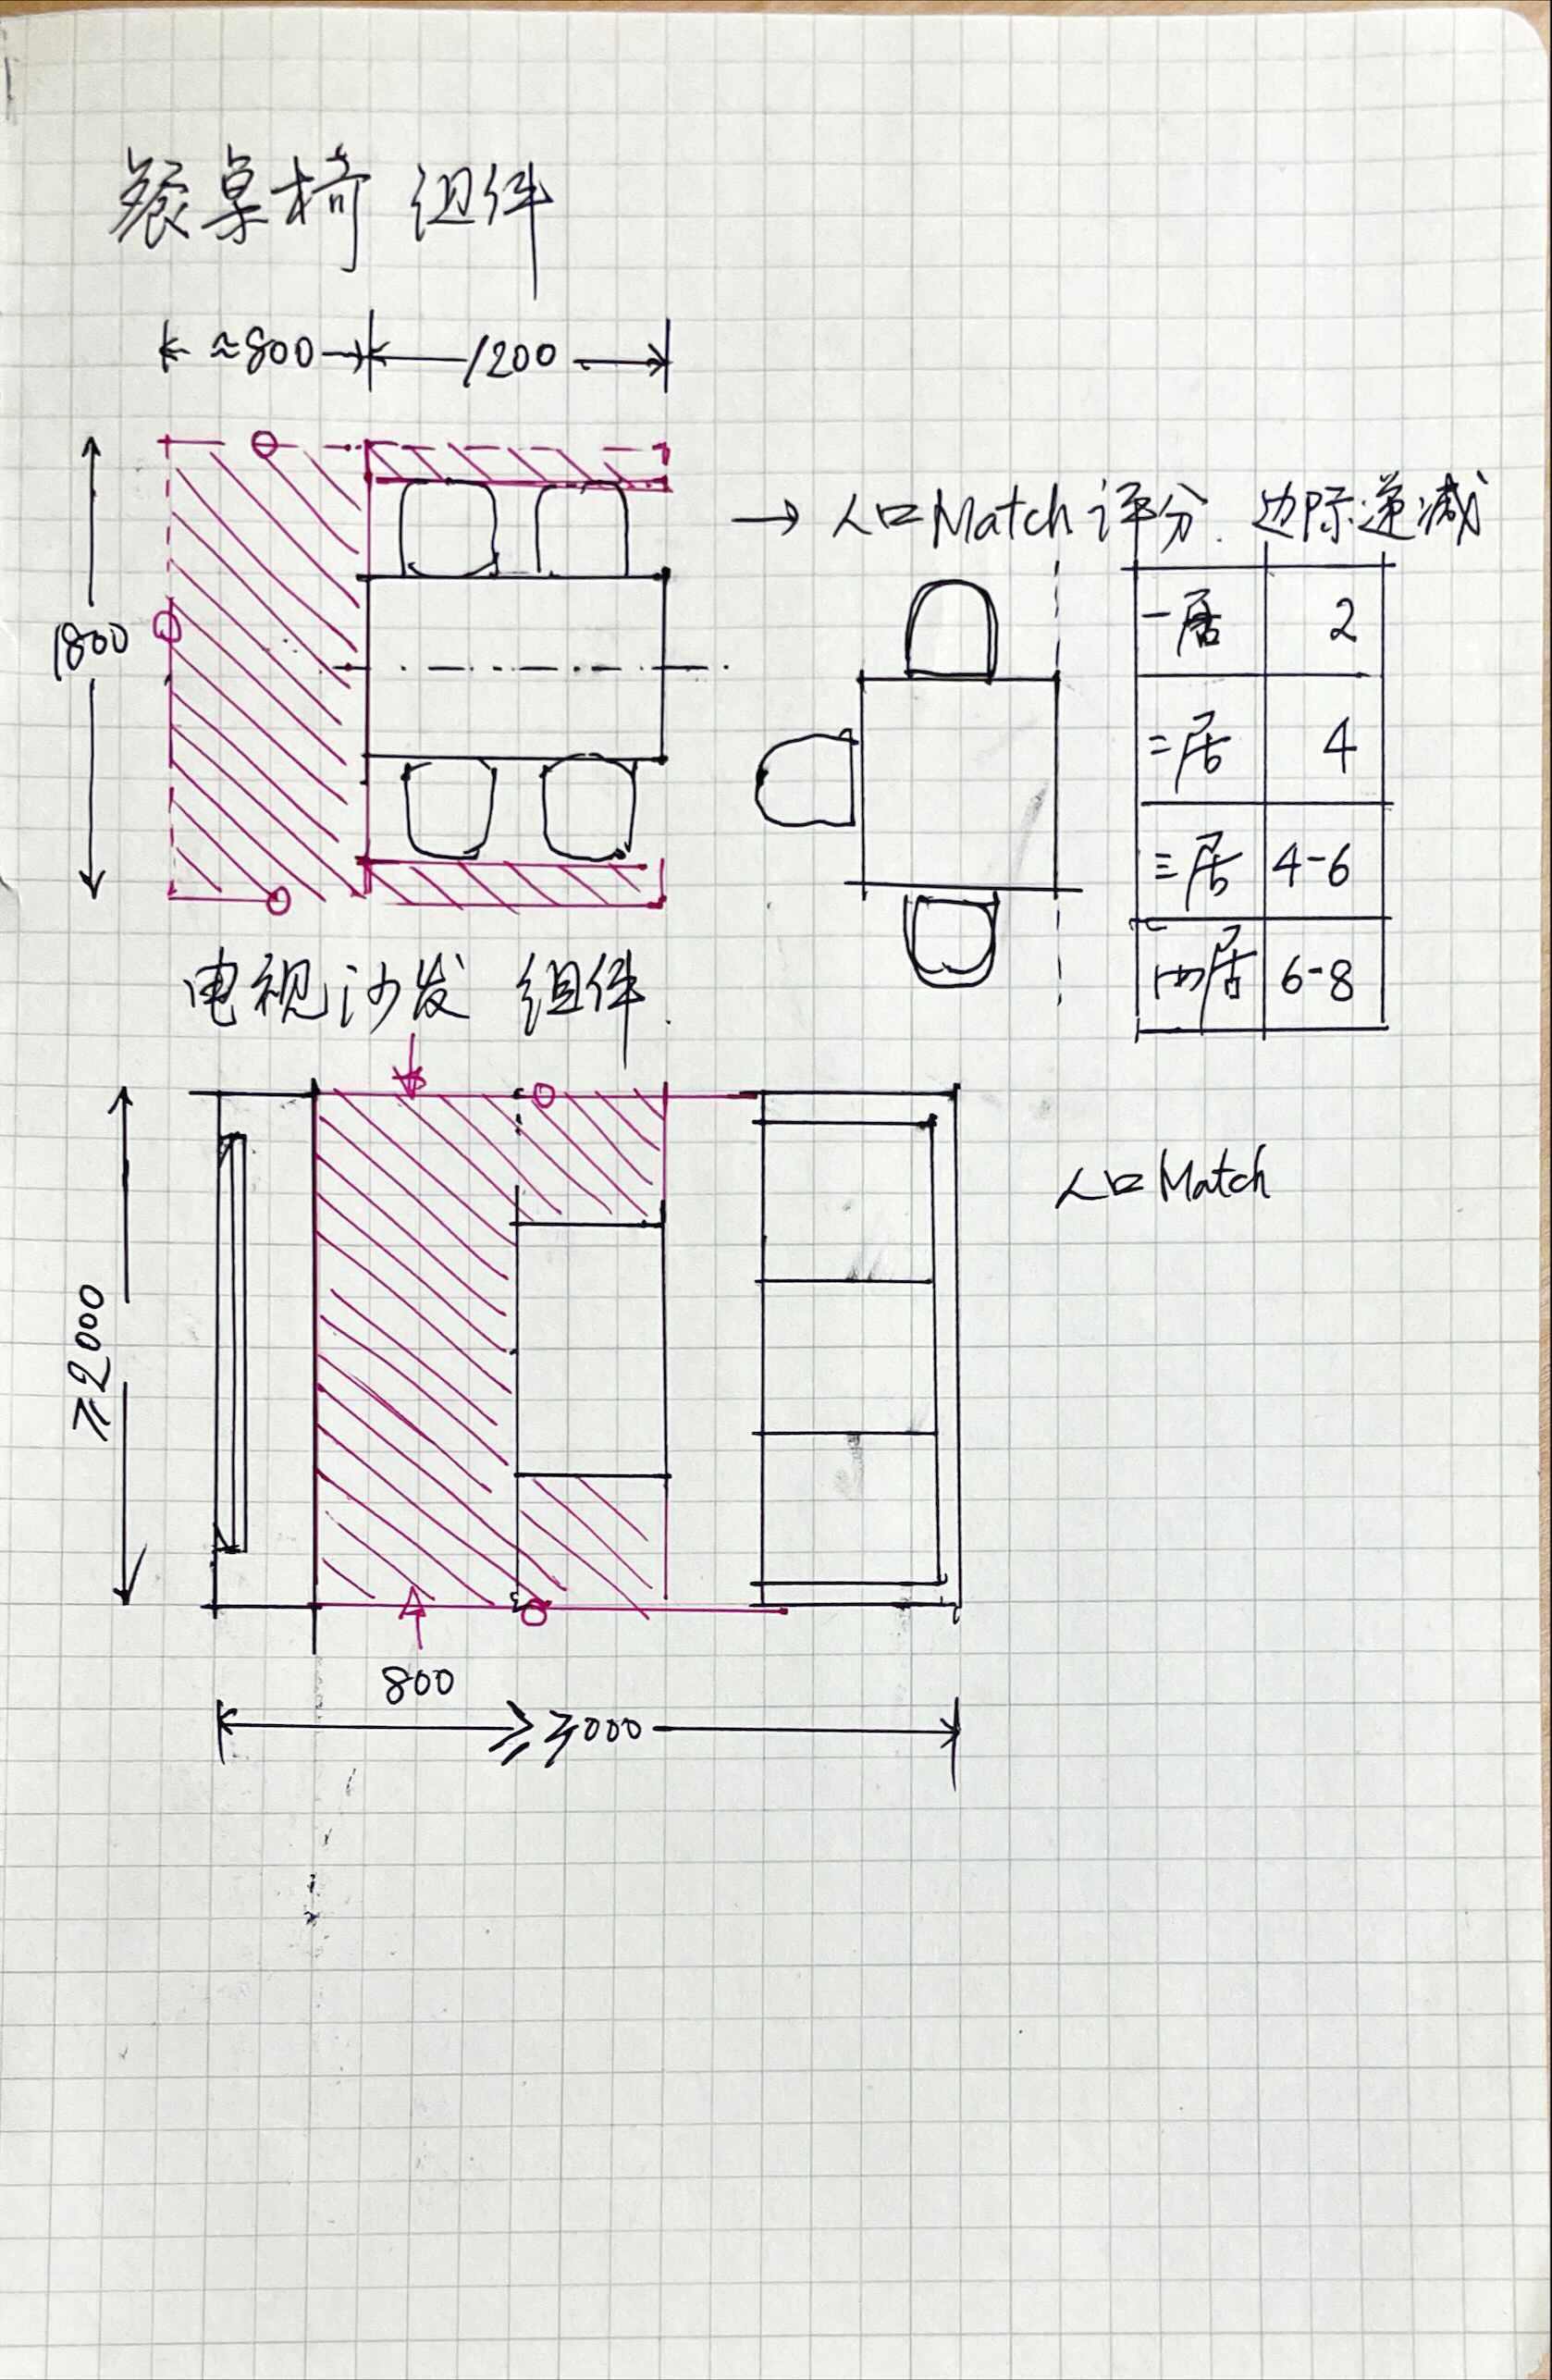 餐桌椅 组件
≈800
1200
1800
→ 人口Match 评分. 边际递减
一居 2
二居 4
三居 4-6
四居 6-8
电视沙发 组件.
≥2000
人口Match
800
≥3000